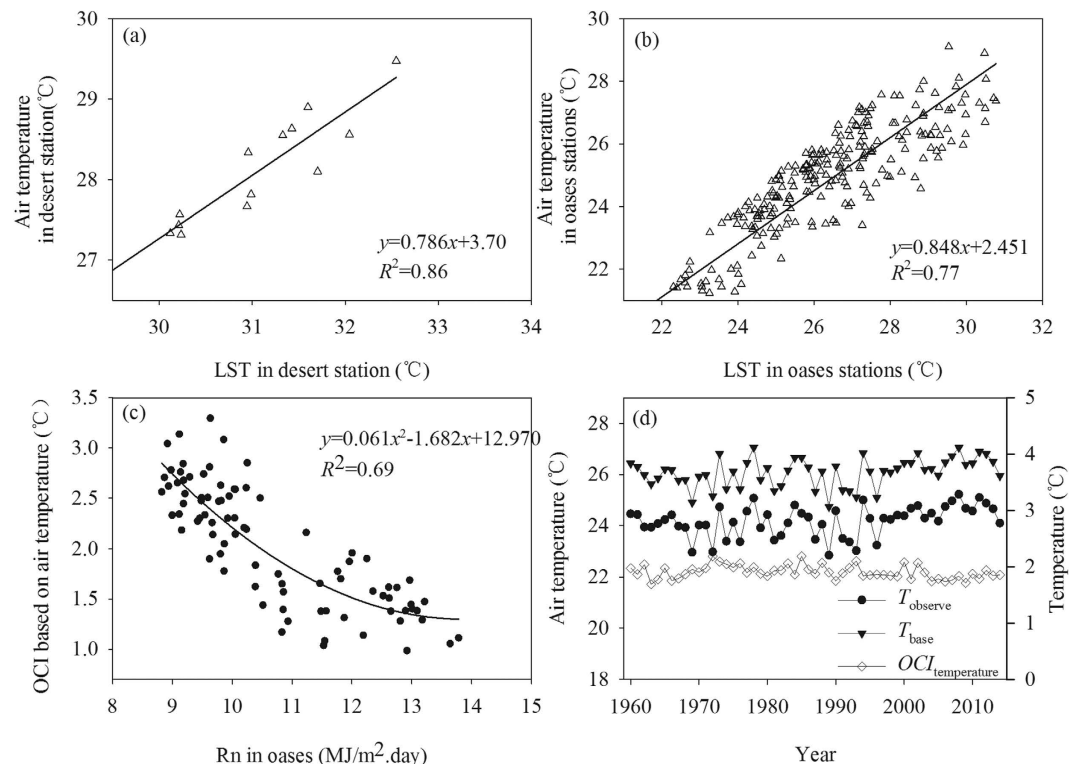 (a)
30
29
28
27
Air temperature
in desert station(℃)
y=0.786x+3.70
R²=0.86
30 31 32 33 34
LST in desert station (℃)
(b)
30
28
26
24
22
Air temperature
in oases stations (℃)
y=0.848x+2.451
R²=0.77
22 24 26 28 30 32
LST in oases stations (℃)
(c)
3.5
3.0
2.5
2.0
1.5
1.0
OCI based on air temperature (℃)
y=0.061x²-1.682x+12.970
R²=0.69
8 9 10 11 12 13 14 15
Rn in oases (MJ/m².day)
(d)
28
26
24
22
20
18
Air temperature (℃)
5
4
3
2
1
0
Temperature (℃)
T observe
T base
OCI temperature
1960 1970 1980 1990 2000 2010
Year